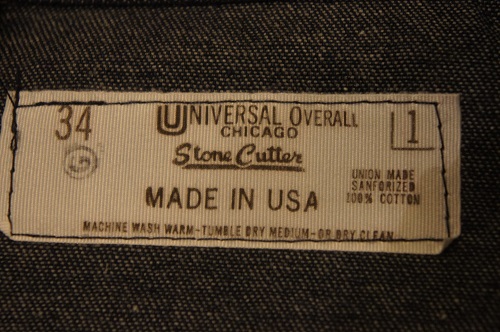 34
UNIVERSAL OVERALL
CHICAGO
1
Stone Cutter
UNION MADE
SANFORIZED
100% COTTON
MADE IN USA
MACHINE WASH WARM-TUMBLE DRY MEDIUM-OR DRY CLEAN